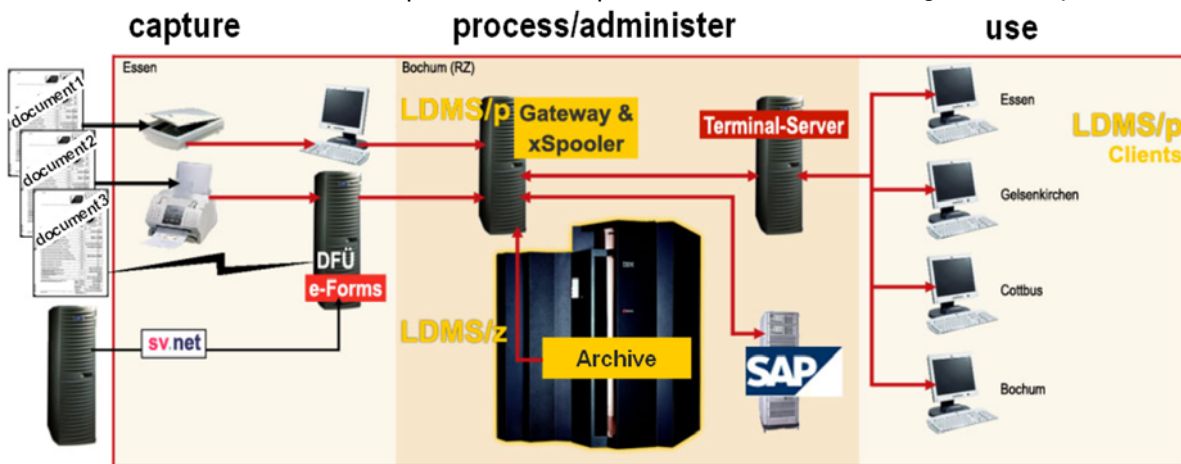 capture
process/administer
use
Essen
Bochum (RZ)
document1
document2
document3
LDMS/p
Gateway &
xSpooler
Terminal-Server
Essen
LDMS/p
Clients
Gelsenkirchen
DFÜ
e-Forms
sv.net
LDMS/z
Archive
SAP
Cottbus
Bochum